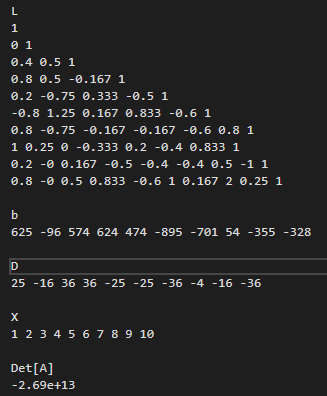 L
1
0 1
0.4 0.5 1
0.8 0.5 -0.167 1
0.2 -0.75 0.333 -0.5 1
-0.8 1.25 0.167 0.833 -0.6 1
0.8 -0.75 -0.167 -0.167 -0.6 0.8 1
1 0.25 0 -0.333 0.2 -0.4 0.833 1
0.2 -0 0.167 -0.5 -0.4 -0.4 0.5 -1 1
0.8 -0 0.5 0.833 -0.6 1 0.167 2 0.25 1
b
625 -96 574 624 474 -895 -701 54 -355 -328
D
25 -16 36 36 -25 -25 -36 -4 -16 -36
X
1 2 3 4 5 6 7 8 9 10
Det[A]
-2.69e+13